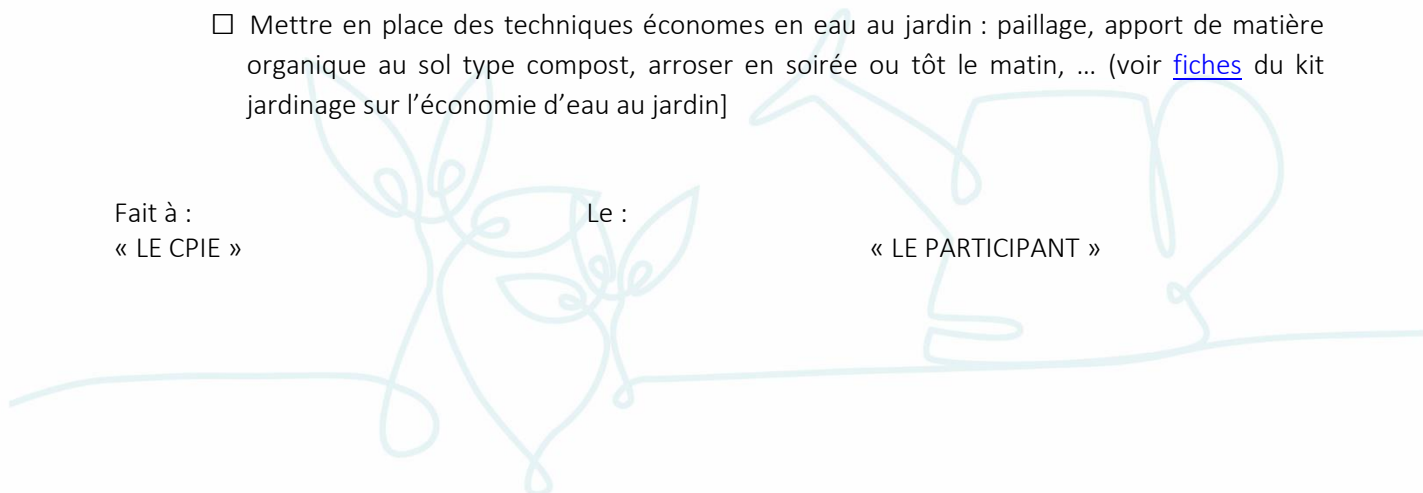 ☐ Mettre en place des techniques économes en eau au jardin : paillage, apport de matière
organique au sol type compost, arroser en soirée ou tôt le matin, … (voir fiches du kit
jardinage sur l’économie d’eau au jardin]
Fait à : Le :
« LE CPIE » « LE PARTICIPANT »